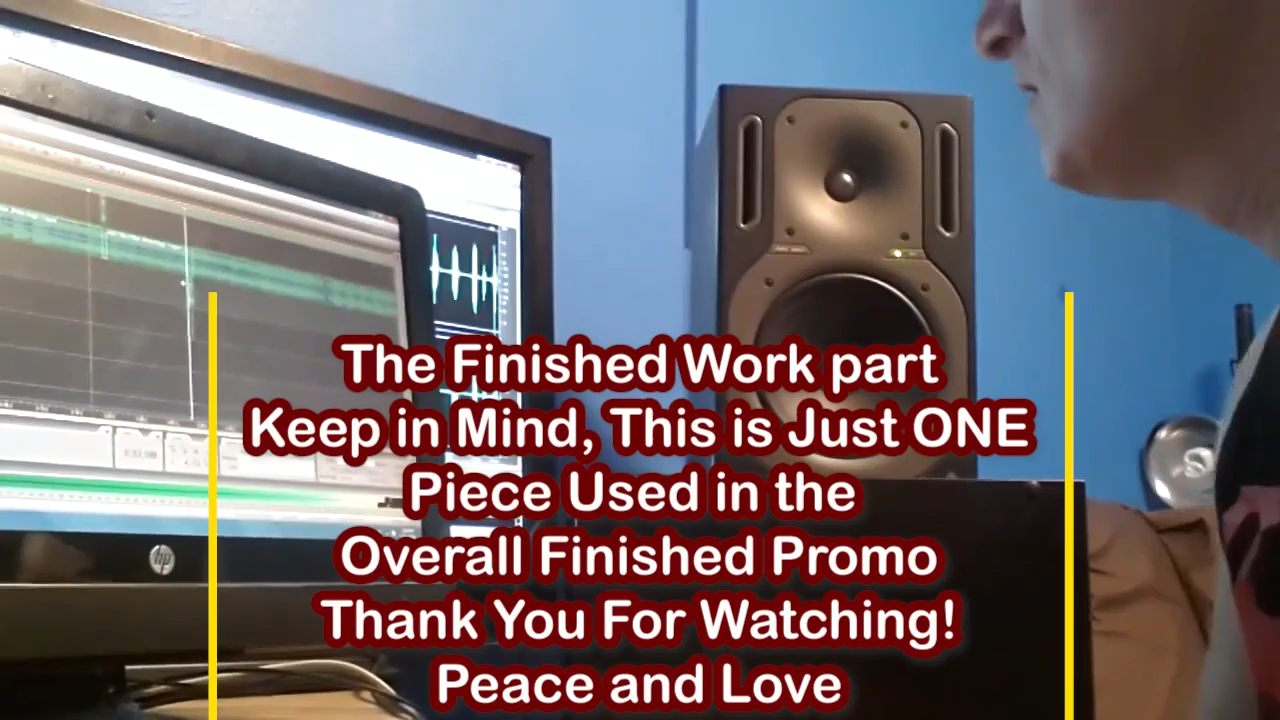 The Finished Work part
Keep in Mind, This is Just ONE
Piece Used in the
Overall Finished Promo
Thank You For Watching!
Peace and Love
hp